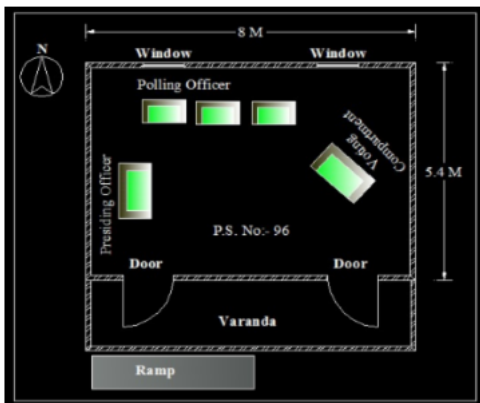 N
8 M
Window
Window
Polling Officer
Voting
Compartment
5.4 M
Presiding Officer
P.S. No:- 96
Door
Door
Varanda
Ramp